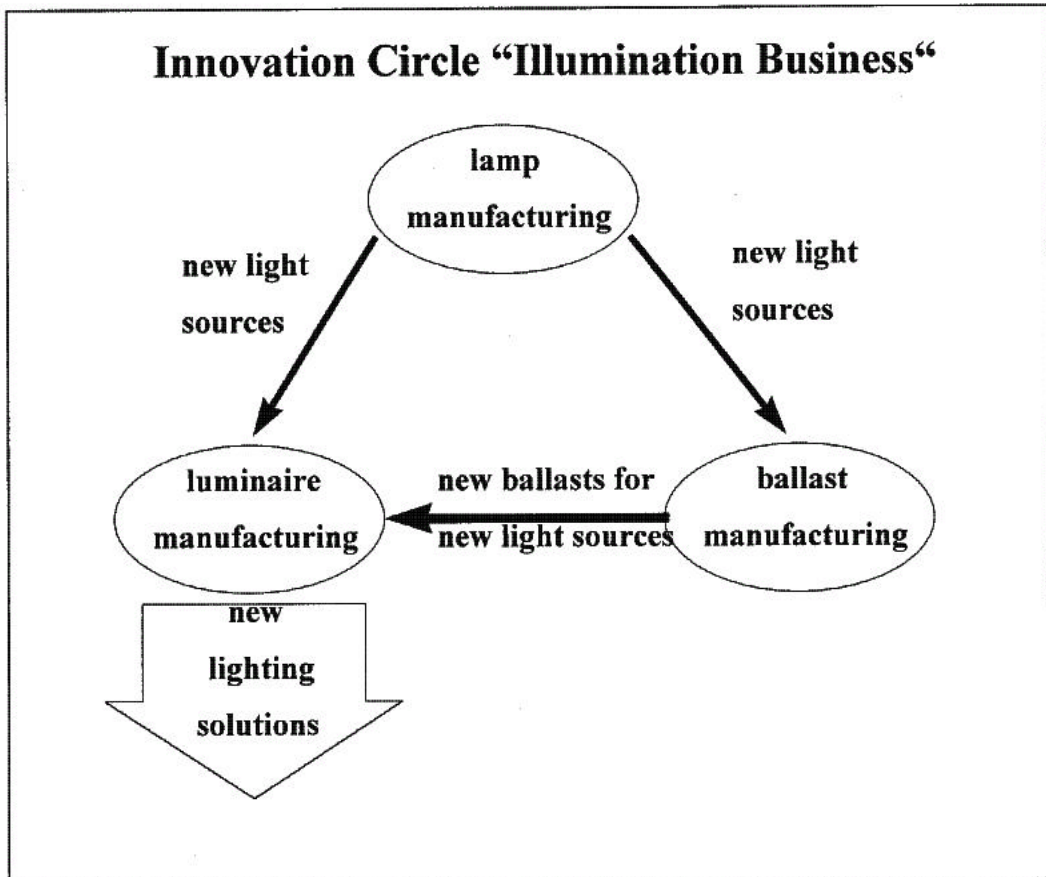 Innovation Circle “Illumination Business“
lamp
manufacturing
new light
sources
new light
sources
luminaire
manufacturing
new ballasts for
new light sources
ballast
manufacturing
new
lighting
solutions